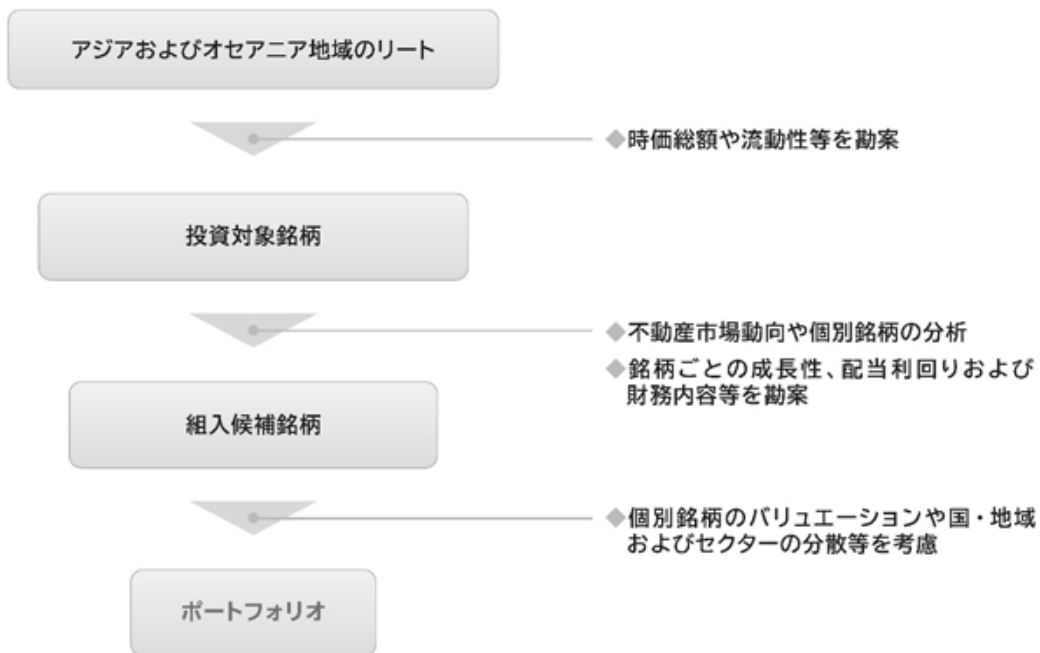 アジアおよびオセアニア地域のリート
◆時価総額や流動性等を勘案
投資対象銘柄
◆不動産市場動向や個別銘柄の分析
◆銘柄ごとの成長性、配当利回りおよび
財務内容等を勘案
組入候補銘柄
◆個別銘柄のバリュエーションや国・地域
およびセクターの分散等を考慮
ポートフォリオ